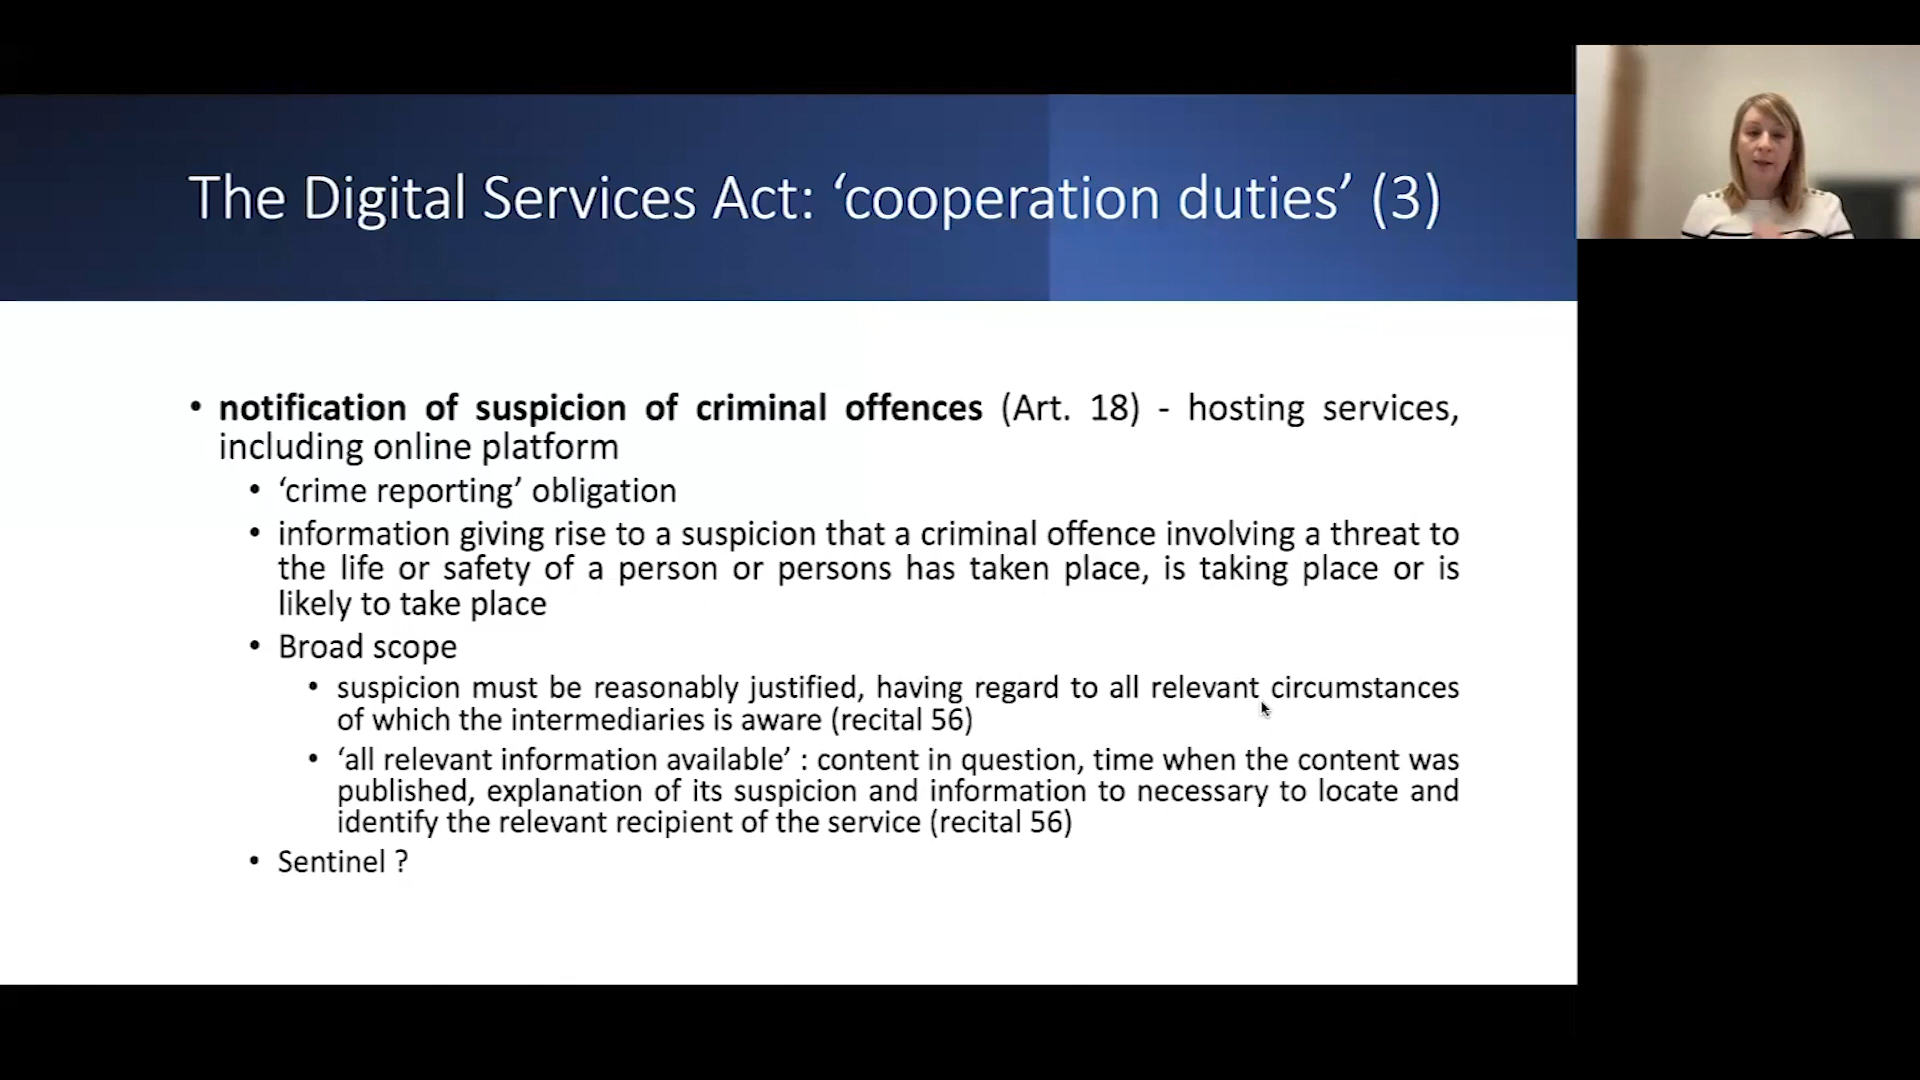 The Digital Services Act: ‘cooperation duties’ (3)
• notification of suspicion of criminal offences (Art. 18) - hosting services,
including online platform
• ‘crime reporting’ obligation
• information giving rise to a suspicion that a criminal offence involving a threat to
the life or safety of a person or persons has taken place, is taking place or is
likely to take place
• Broad scope
• suspicion must be reasonably justified, having regard to all relevant circumstances
of which the intermediaries is aware (recital 56)
• ‘all relevant information available’ : content in question, time when the content was
published, explanation of its suspicion and information to necessary to locate and
identify the relevant recipient of the service (recital 56)
• Sentinel ?